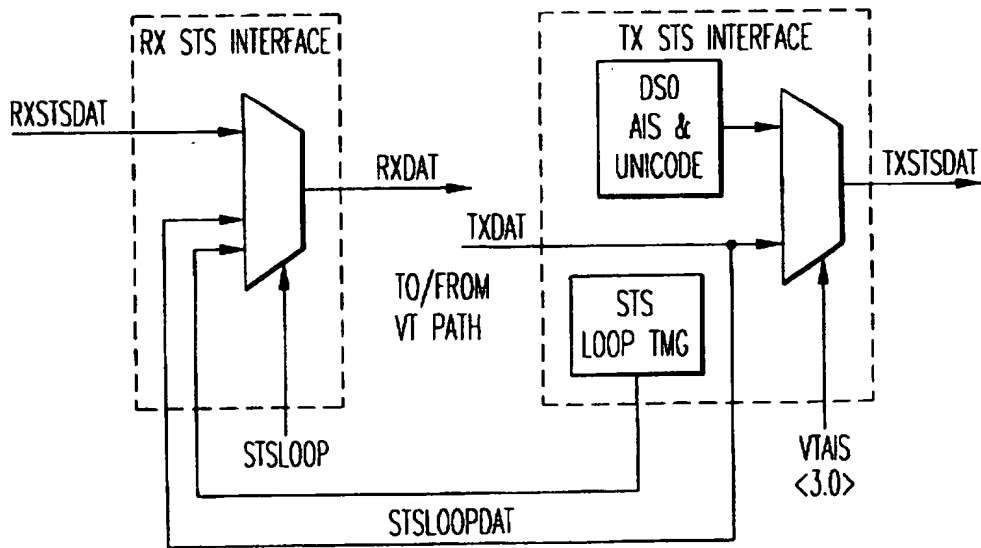 RX STS INTERFACE
TX STS INTERFACE
RXSTSDAT
DSO
AIS &
UNICODE
RXDAT
TXSTSDAT
TXDAT
TO/FROM
VT PATH
STS
LOOP TMG
STSLOOP
VTAIS
<3.0>
STSLOOPDAT